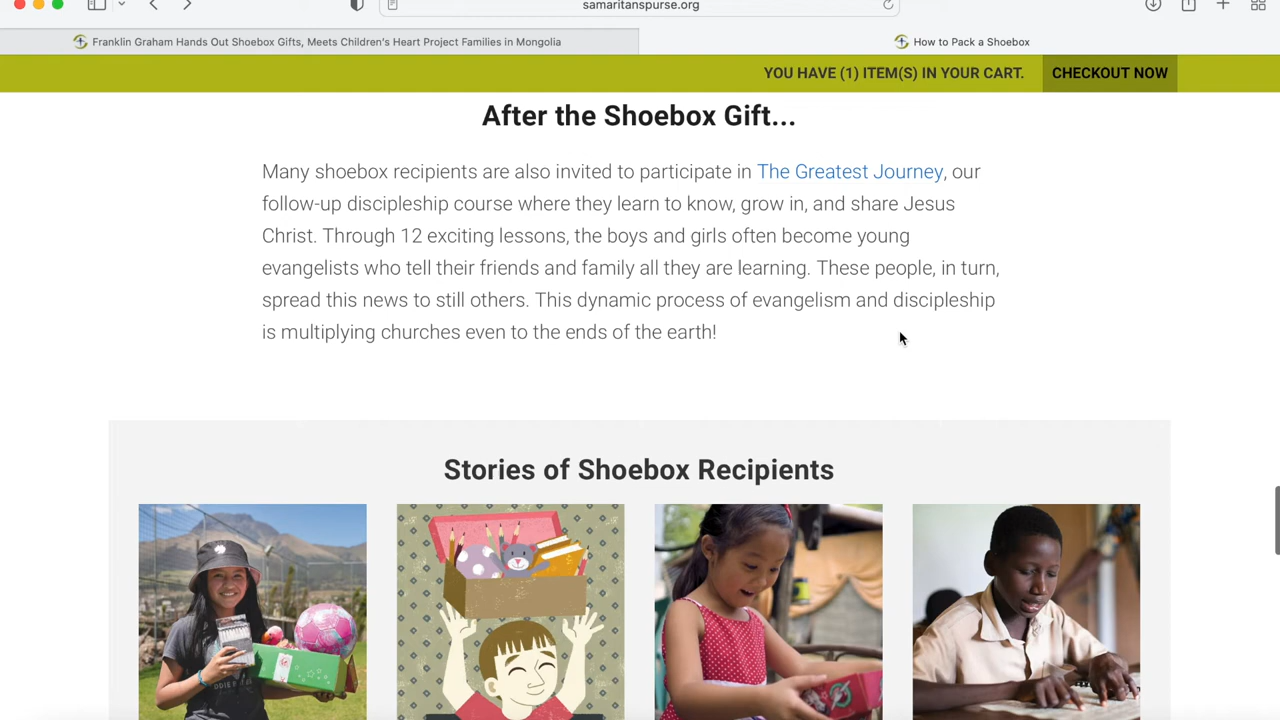 samaritanspurse.org
Franklin Graham Hands Out Shoebox Gifts, Meets Children's Heart Project Families in Mongolia
How to Pack a Shoebox
YOU HAVE (1) ITEM(S) IN YOUR CART.
CHECKOUT NOW
After the Shoebox Gift...
Many shoebox recipients are also invited to participate in The Greatest Journey, our
follow-up discipleship course where they learn to know, grow in, and share Jesus
Christ. Through 12 exciting lessons, the boys and girls often become young
evangelists who tell their friends and family all they are learning. These people, in turn,
spread this news to still others. This dynamic process of evangelism and discipleship
is multiplying churches even to the ends of the earth!
Stories of Shoebox Recipients